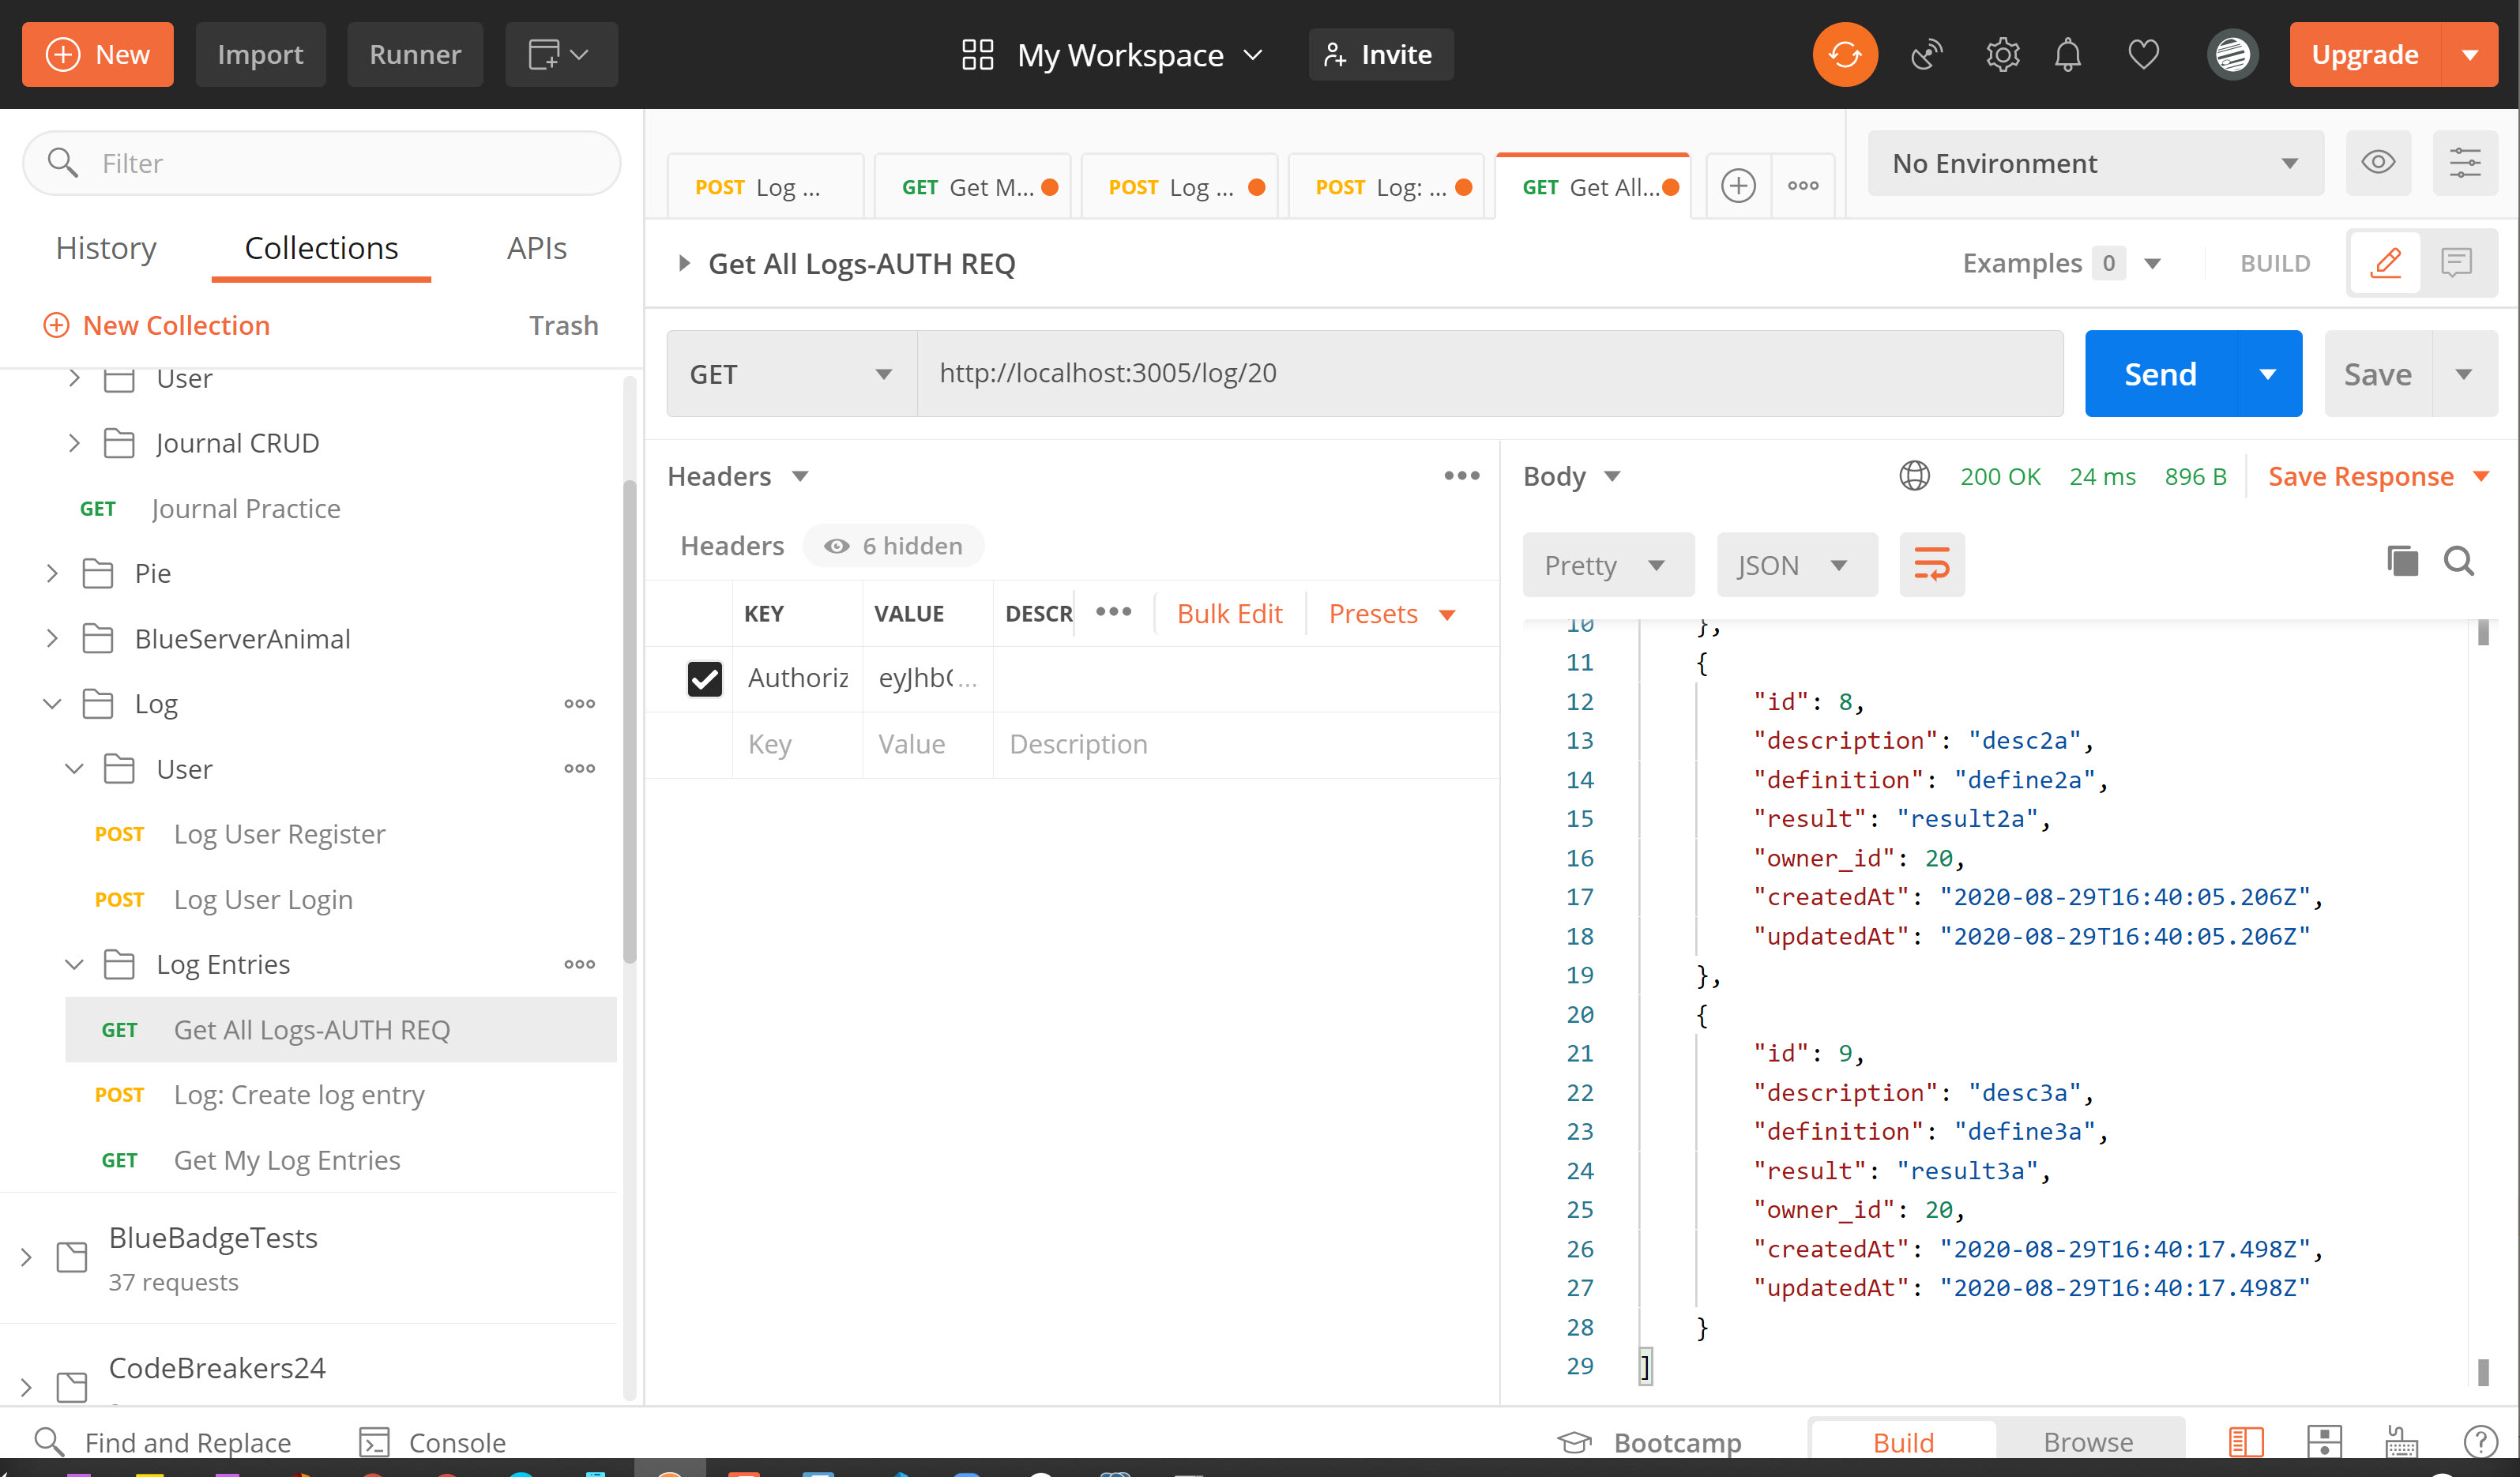 New
Import
Runner
My Workspace
Invite
Upgrade
Filter
History
Collections
APIs
New Collection
Trash
User
Journal CRUD
GET Journal Practice
Pie
BlueServerAnimal
Log
User
POST Log User Register
POST Log User Login
Log Entries
GET Get All Logs-AUTH REQ
POST Log: Create log entry
GET Get My Log Entries
BlueBadgeTests
37 requests
CodeBreakers24
POST Log ...
GET Get M...
POST Log ...
POST Log: ...
GET Get All...
No Environment
Get All Logs-AUTH REQ
Examples 0
BUILD
GET
http://localhost:3005/log/20
Send
Save
Headers
Headers 6 hidden
KEY VALUE DESCR
Bulk Edit Presets
Authoriz eyJhb ...
Key Value Description
Body
200 OK 24 ms 896 B
Save Response
Pretty JSON
10 },
11 {
12 "id": 8,
13 "description": "desc2a",
14 "definition": "define2a",
15 "result": "result2a",
16 "owner_id": 20,
17 "createdAt": "2020-08-29T16:40:05.206Z",
18 "updatedAt": "2020-08-29T16:40:05.206Z"
19 },
20 {
21 "id": 9,
22 "description": "desc3a",
23 "definition": "define3a",
24 "result": "result3a",
25 "owner_id": 20,
26 "createdAt": "2020-08-29T16:40:17.498Z",
27 "updatedAt": "2020-08-29T16:40:17.498Z"
28 }
29 ]
Find and Replace
Console
Bootcamp
Build
Browse